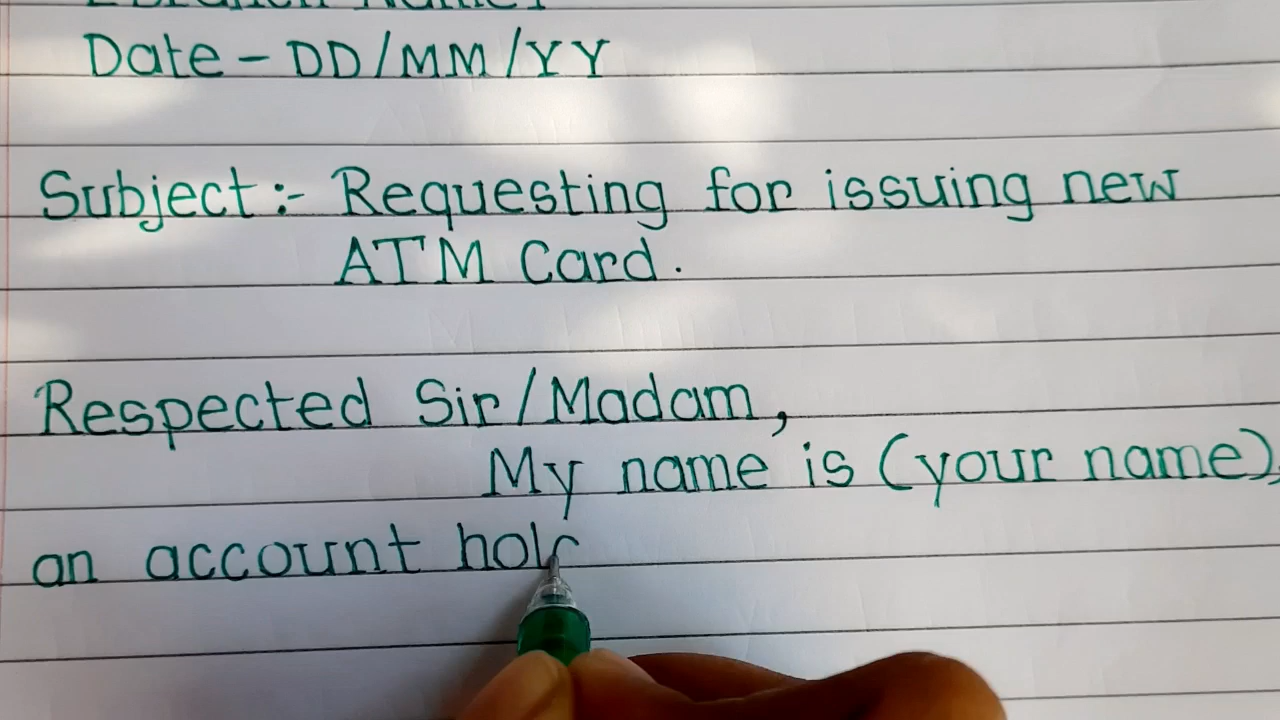 Date - DD/MM/YY
Subject :- Requesting for issuing new
ATM Card.
Respected Sir/Madam,
My name is (your name),
an account